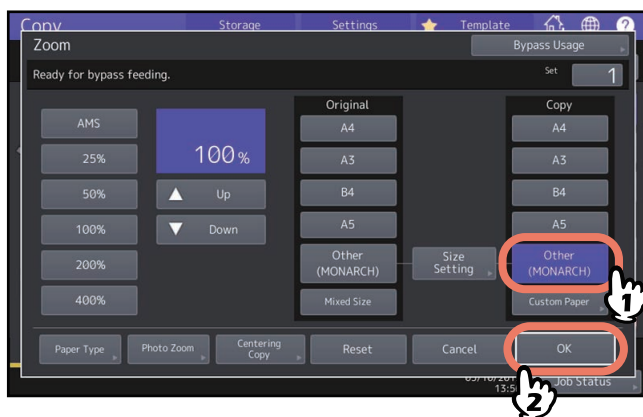 Copy Storage Settings Template ?
Zoom Bypass Usage
Ready for bypass feeding. Set 1
Original Copy
AMS A4 A4
25% 100 % A3 A3
50% Up B4 B4
100% Down A5 A5
200% Other (MONARCH) Size Setting Other (MONARCH)
400% Mixed Size Custom Paper 1
Paper Type Photo Zoom Centering Copy Reset Cancel OK
Job Status
13:5
2